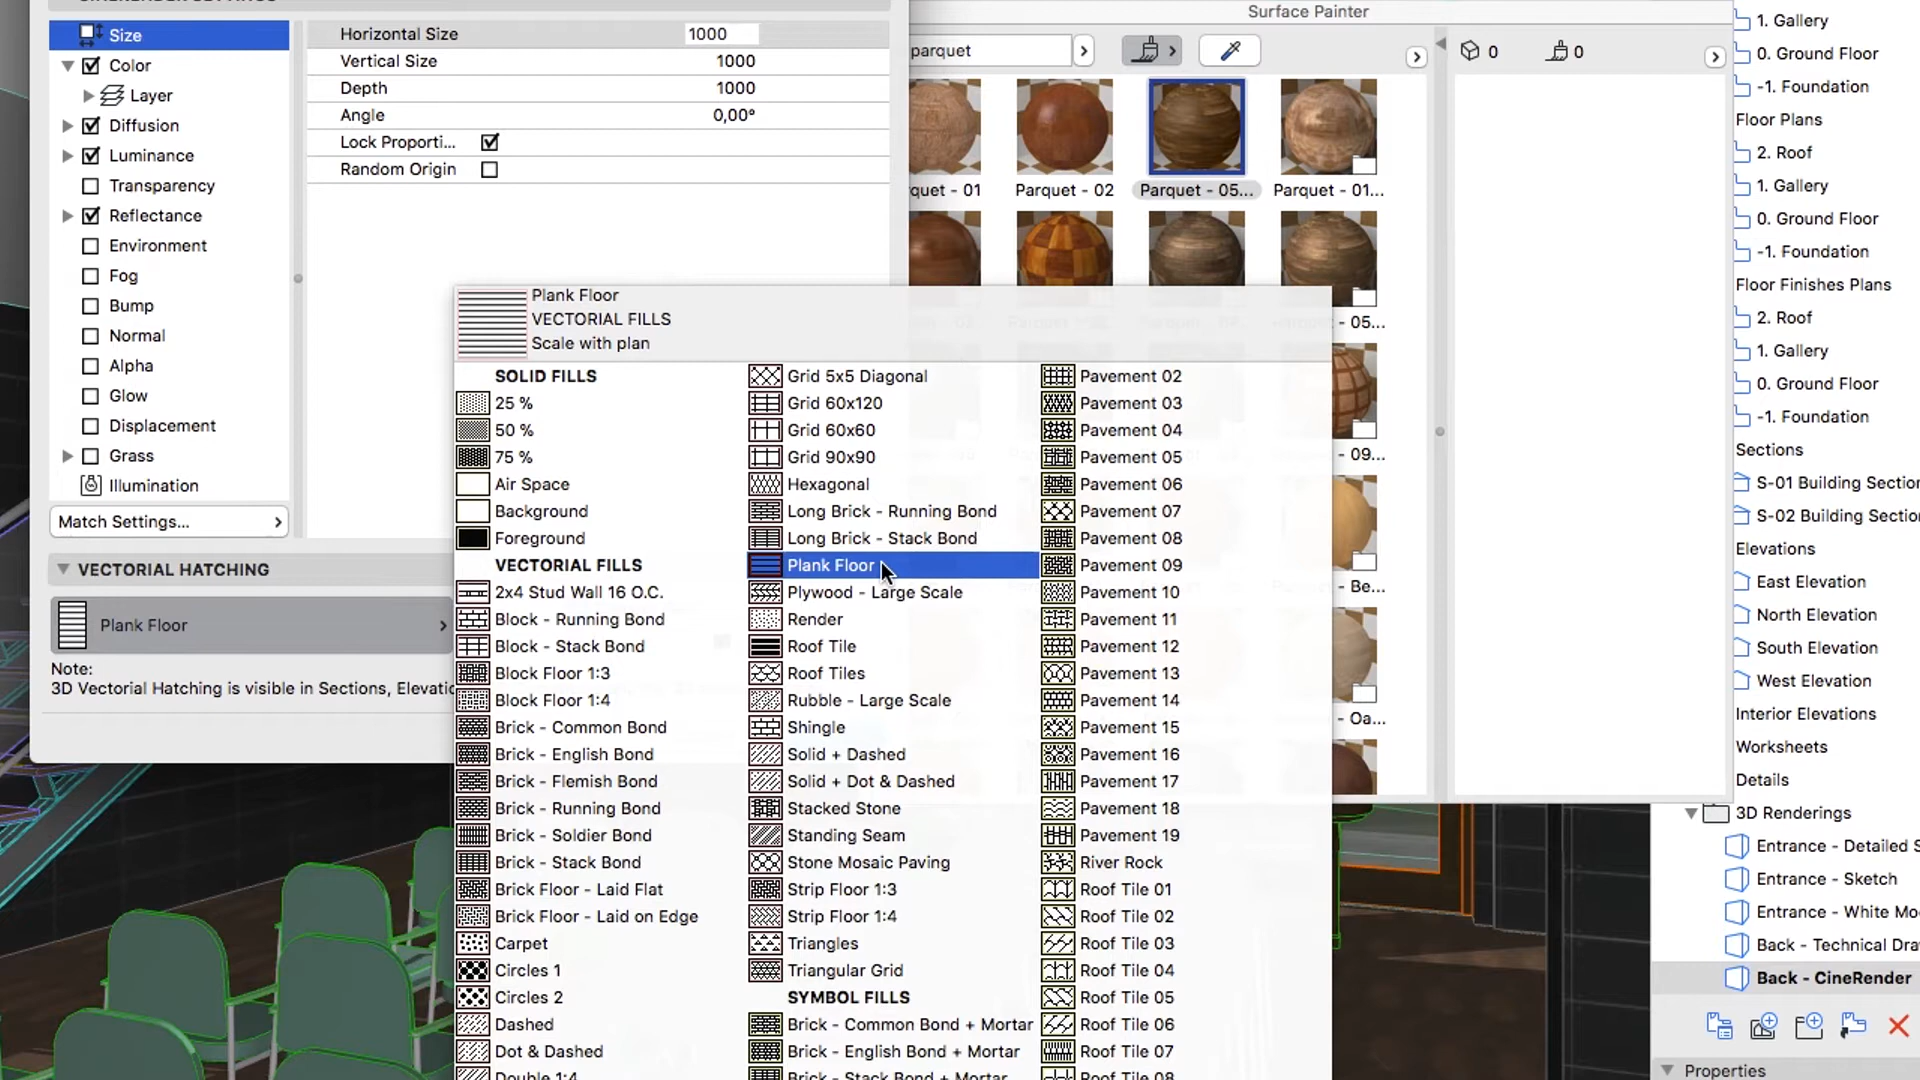 Size
Color
Layer
Diffusion
Luminance
Transparency
Reflectance
Environment
Fog
Bump
Normal
Alpha
Glow
Displacement
Grass
Illumination
Match Settings...
Horizontal Size 1000
Vertical Size 1000
Depth 1000
Angle 0,00°
Lock Proporti...
Random Origin
VECTORIAL HATCHING
Plank Floor
Note:
3D Vectorial Hatching is visible in Sections,
Plank Floor
VECTORIAL FILLS
Scale with plan
SOLID FILLS
25 %
50 %
75 %
Air Space
Background
Foreground
VECTORIAL FILLS
2x4 Stud Wall 16 O.C.
Block - Running Bond
Block - Stack Bond
Block Floor 1:3
Block Floor 1:4
Brick - Common Bond
Brick - English Bond
Brick - Flemish Bond
Brick - Running Bond
Brick - Soldier Bond
Brick - Stack Bond
Brick Floor - Laid Flat
Brick Floor - Laid on Edge
Carpet
Circles 1
Circles 2
Dashed
Dot & Dashed
Double 1:4
Grid 5x5 Diagonal
Grid 60x120
Grid 60x60
Grid 90x90
Hexagonal
Long Brick - Running Bond
Long Brick - Stack Bond
Plank Floor
Plywood - Large Scale
Render
Roof Tile
Roof Tiles
Rubble - Large Scale
Shingle
Solid + Dashed
Solid + Dot & Dashed
Stacked Stone
Standing Seam
Stone Mosaic Paving
Strip Floor 1:3
Strip Floor 1:4
Triangles
Triangular Grid
SYMBOL FILLS
Brick - Common Bond + Mortar
Brick - English Bond + Mortar
Brick - Stack Bond + Mortar
Pavement 02
Pavement 03
Pavement 04
Pavement 05
Pavement 06
Pavement 07
Pavement 08
Pavement 09
Pavement 10
Pavement 11
Pavement 12
Pavement 13
Pavement 14
Pavement 15
Pavement 16
Pavement 17
Pavement 18
Pavement 19
River Rock
Roof Tile 01
Roof Tile 02
Roof Tile 03
Roof Tile 04
Roof Tile 05
Roof Tile 06
Roof Tile 07
Roof Tile 08
Surface Painter
parquet
0 0
quet - 01 Parquet - 02 Parquet - 05... Parquet - 01...
- 05...
- 09...
- Be...
- Oa...
1. Gallery
0. Ground Floor
-1. Foundation
Floor Plans
2. Roof
1. Gallery
0. Ground Floor
-1. Foundation
Floor Finishes Plans
2. Roof
1. Gallery
0. Ground Floor
-1. Foundation
Sections
S-01 Building Section
S-02 Building Section
Elevations
East Elevation
North Elevation
South Elevation
West Elevation
Interior Elevations
Worksheets
Details
3D Renderings
Entrance - Detailed S
Entrance - Sketch
Entrance - White Mo
Back - Technical Dra
Back - CineRender
Properties